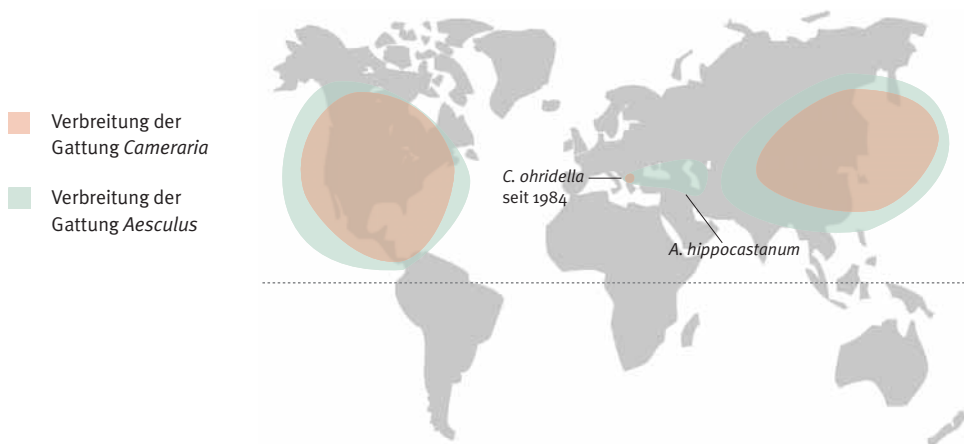 Verbreitung der
Gattung Cameraria
Verbreitung der
Gattung Aesculus
C. ohridella
seit 1984
A. hippocastanum